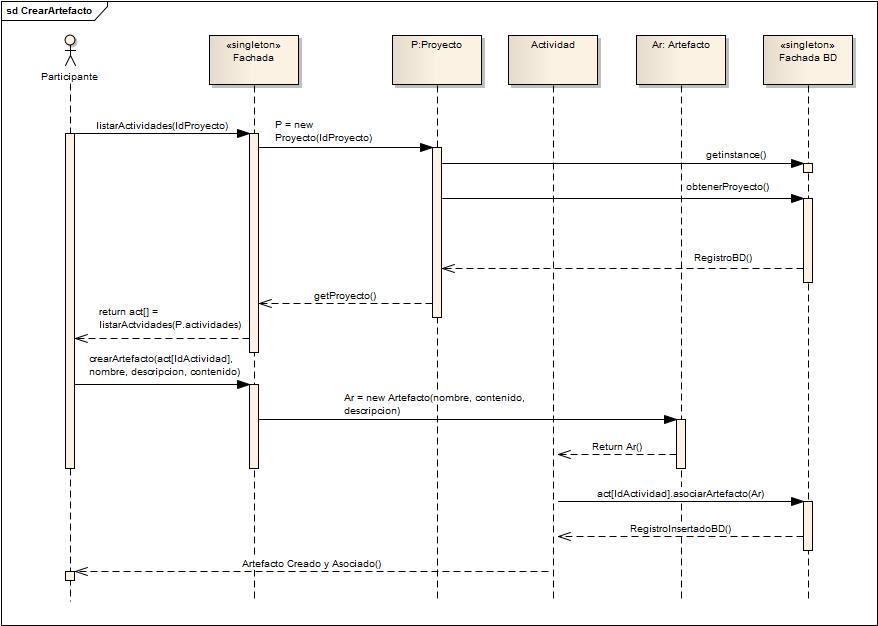 sd CrearArtefacto
Participante
«singleton»
Fachada
P:Proyecto
Actividad
Ar: Artefacto
«singleton»
Fachada BD
listarActividades(IdProyecto)
P = new
Proyecto(IdProyecto)
getinstance()
obtenerProyecto()
RegistroBD()
getProyecto()
return act[] =
listarActvidades(P.actividades)
crearArtefacto(act[IdActividad],
nombre, descripcion, contenido)
Ar = new Artefacto(nombre, contenido,
descripcion)
Return Ar()
act[IdActividad].asociarArtefacto(Ar)
RegistroInsertadoBD()
Artefacto Creado y Asociado()